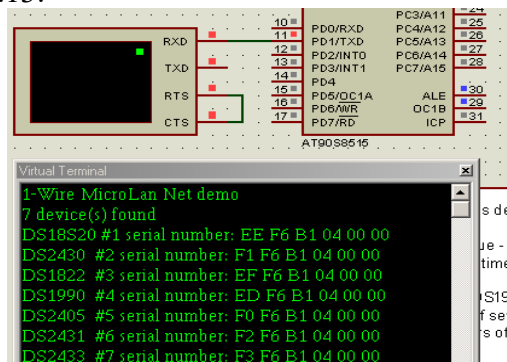 RXD
TXD
RTS
CTS
10
11
12
13
14
15
16
17
PD0/RXD
PD1/TXD
PD2/INT0
PD3/INT1
PD4
PD5/OC1A
PD6/WR
PD7/RD
PC3/A11
PC4/A12
PC5/A13
PC6/A14
PC7/A15
ALE
OC1B
ICP
24
25
26
27
28
30
29
31
AT90S8515
Virtual Terminal
1-Wire MicroLan Net demo
7 device(s) found
DS18S20 #1 serial number: EE F6 B1 04 00 00
DS2430 #2 serial number: F1 F6 B1 04 00 00
DS1822 #3 serial number: EF F6 B1 04 00 00
DS1990 #4 serial number: ED F6 B1 04 00 00
DS2405 #5 serial number: F0 F6 B1 04 00 00
DS2431 #6 serial number: F2 F6 B1 04 00 00
DS2433 #7 serial number: F3 F6 B1 04 00 00